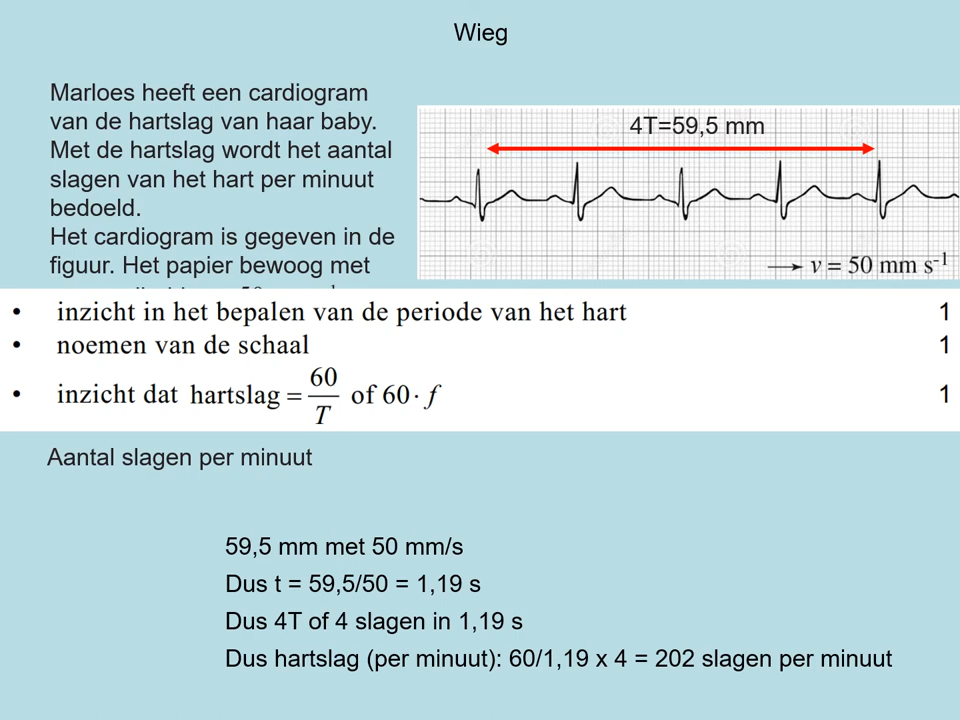 Wieg
Marloes heeft een cardiogram
van de hartslag van haar baby.
Met de hartslag wordt het aantal
slagen van het hart per minuut
bedoeld.
Het cardiogram is gegeven in de
figuur. Het papier bewoog met
4T=59,5 mm
v = 50 mm s⁻¹
• inzicht in het bepalen van de periode van het hart 1
• noemen van de schaal 1
• inzicht dat hartslag = 60/T of 60 · f 1
Aantal slagen per minuut
59,5 mm met 50 mm/s
Dus t = 59,5/50 = 1,19 s
Dus 4T of 4 slagen in 1,19 s
Dus hartslag (per minuut): 60/1,19 x 4 = 202 slagen per minuut